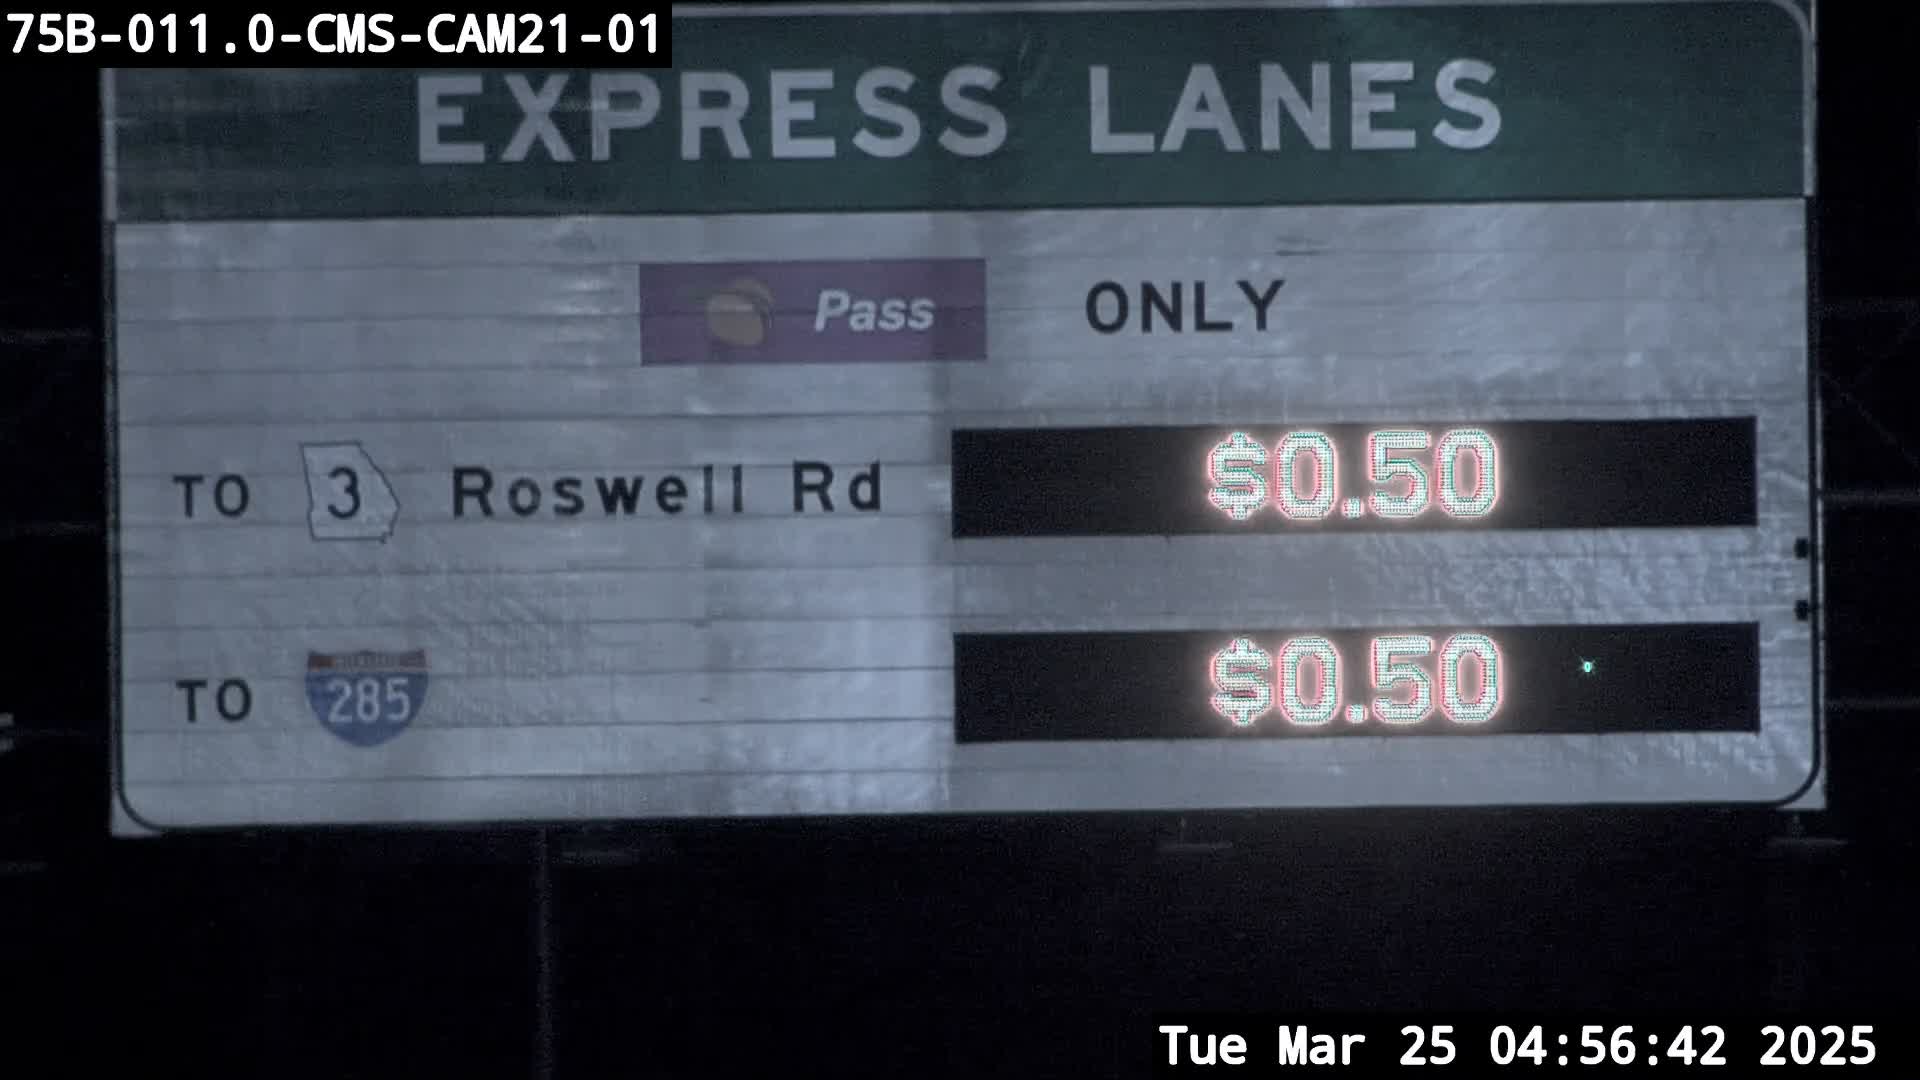 75B-011.0-CMS-CAM21-01
EXPRESS LANES
Pass ONLY
TO 3 Roswell Rd $0.50
TO 285 $0.50
Tue Mar 25 04:56:42 2025